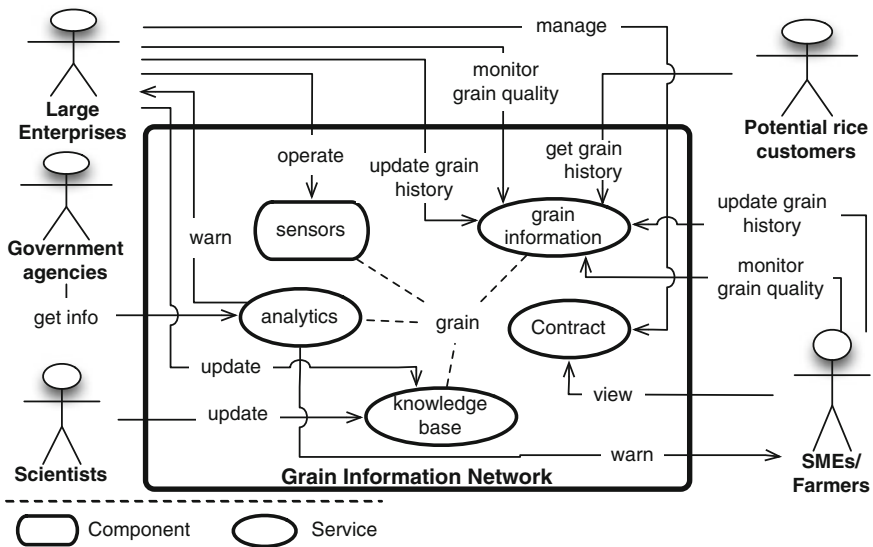 manage
monitor
grain quality
Large
Enterprises
Potential rice
customers
operate
update grain
history
get grain
history
Government
agencies
warn
sensors
grain
information
update grain
history
monitor
grain quality
get info
analytics
grain
Contract
update
view
Scientists
update
knowledge
base
warn
SMEs/
Farmers
Grain Information Network
Component
Service